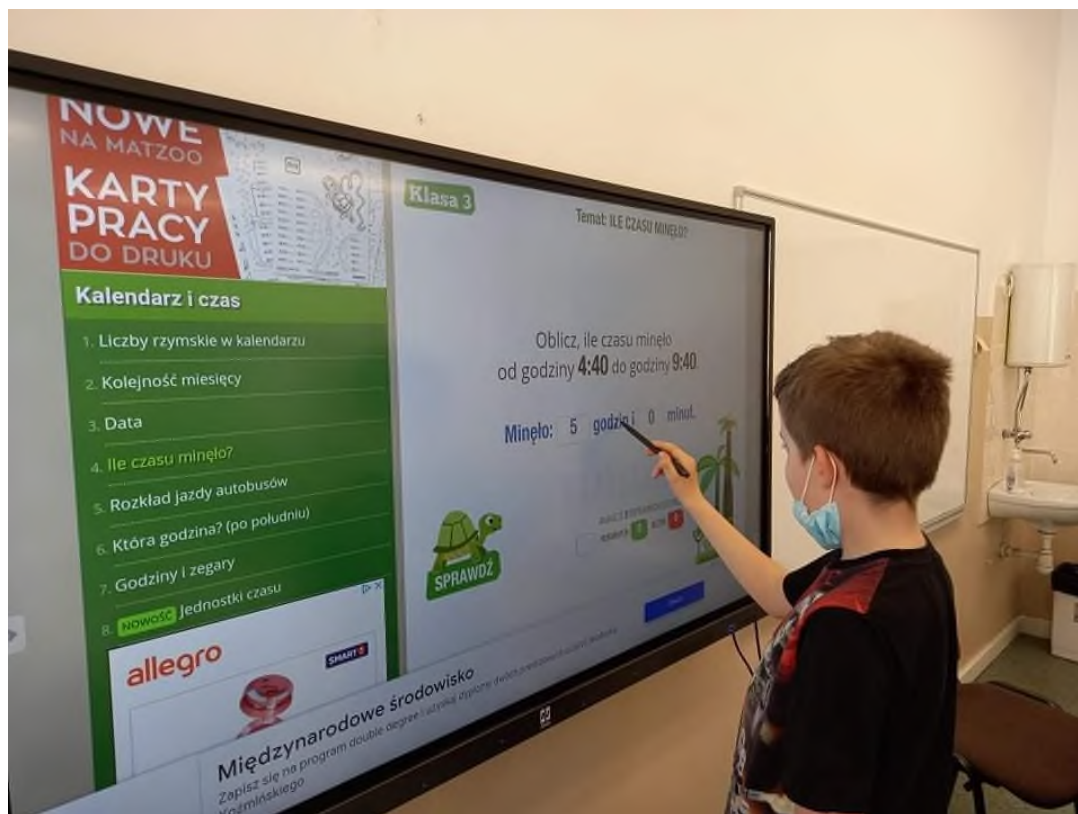 NOWE
NA MATZOO
KARTY
PRACY
DO DRUKU
Kalendarz i czas
1. Liczby rzymskie w kalendarzu
2. Kolejność miesięcy
3. Data
4. Ile czasu minęło?
5. Rozkład jazdy autobusów
6. Która godzina? (po południu)
7. Godziny i zegary
8. NOWOŚĆ Jednostki czasu
allegro
SMART!
Klasa 3
Temat: ILE CZASU MINĘŁO?
Oblicz, ile czasu minęło
od godziny 4:40 do godziny 9:40.
Minęło: 5 godzin i 0 minut.
SPRAWDŹ
Międzynarodowe środowisko
Zapisz się na program double degree i uzyskaj dyplomy dwóch
Koźmińskiego